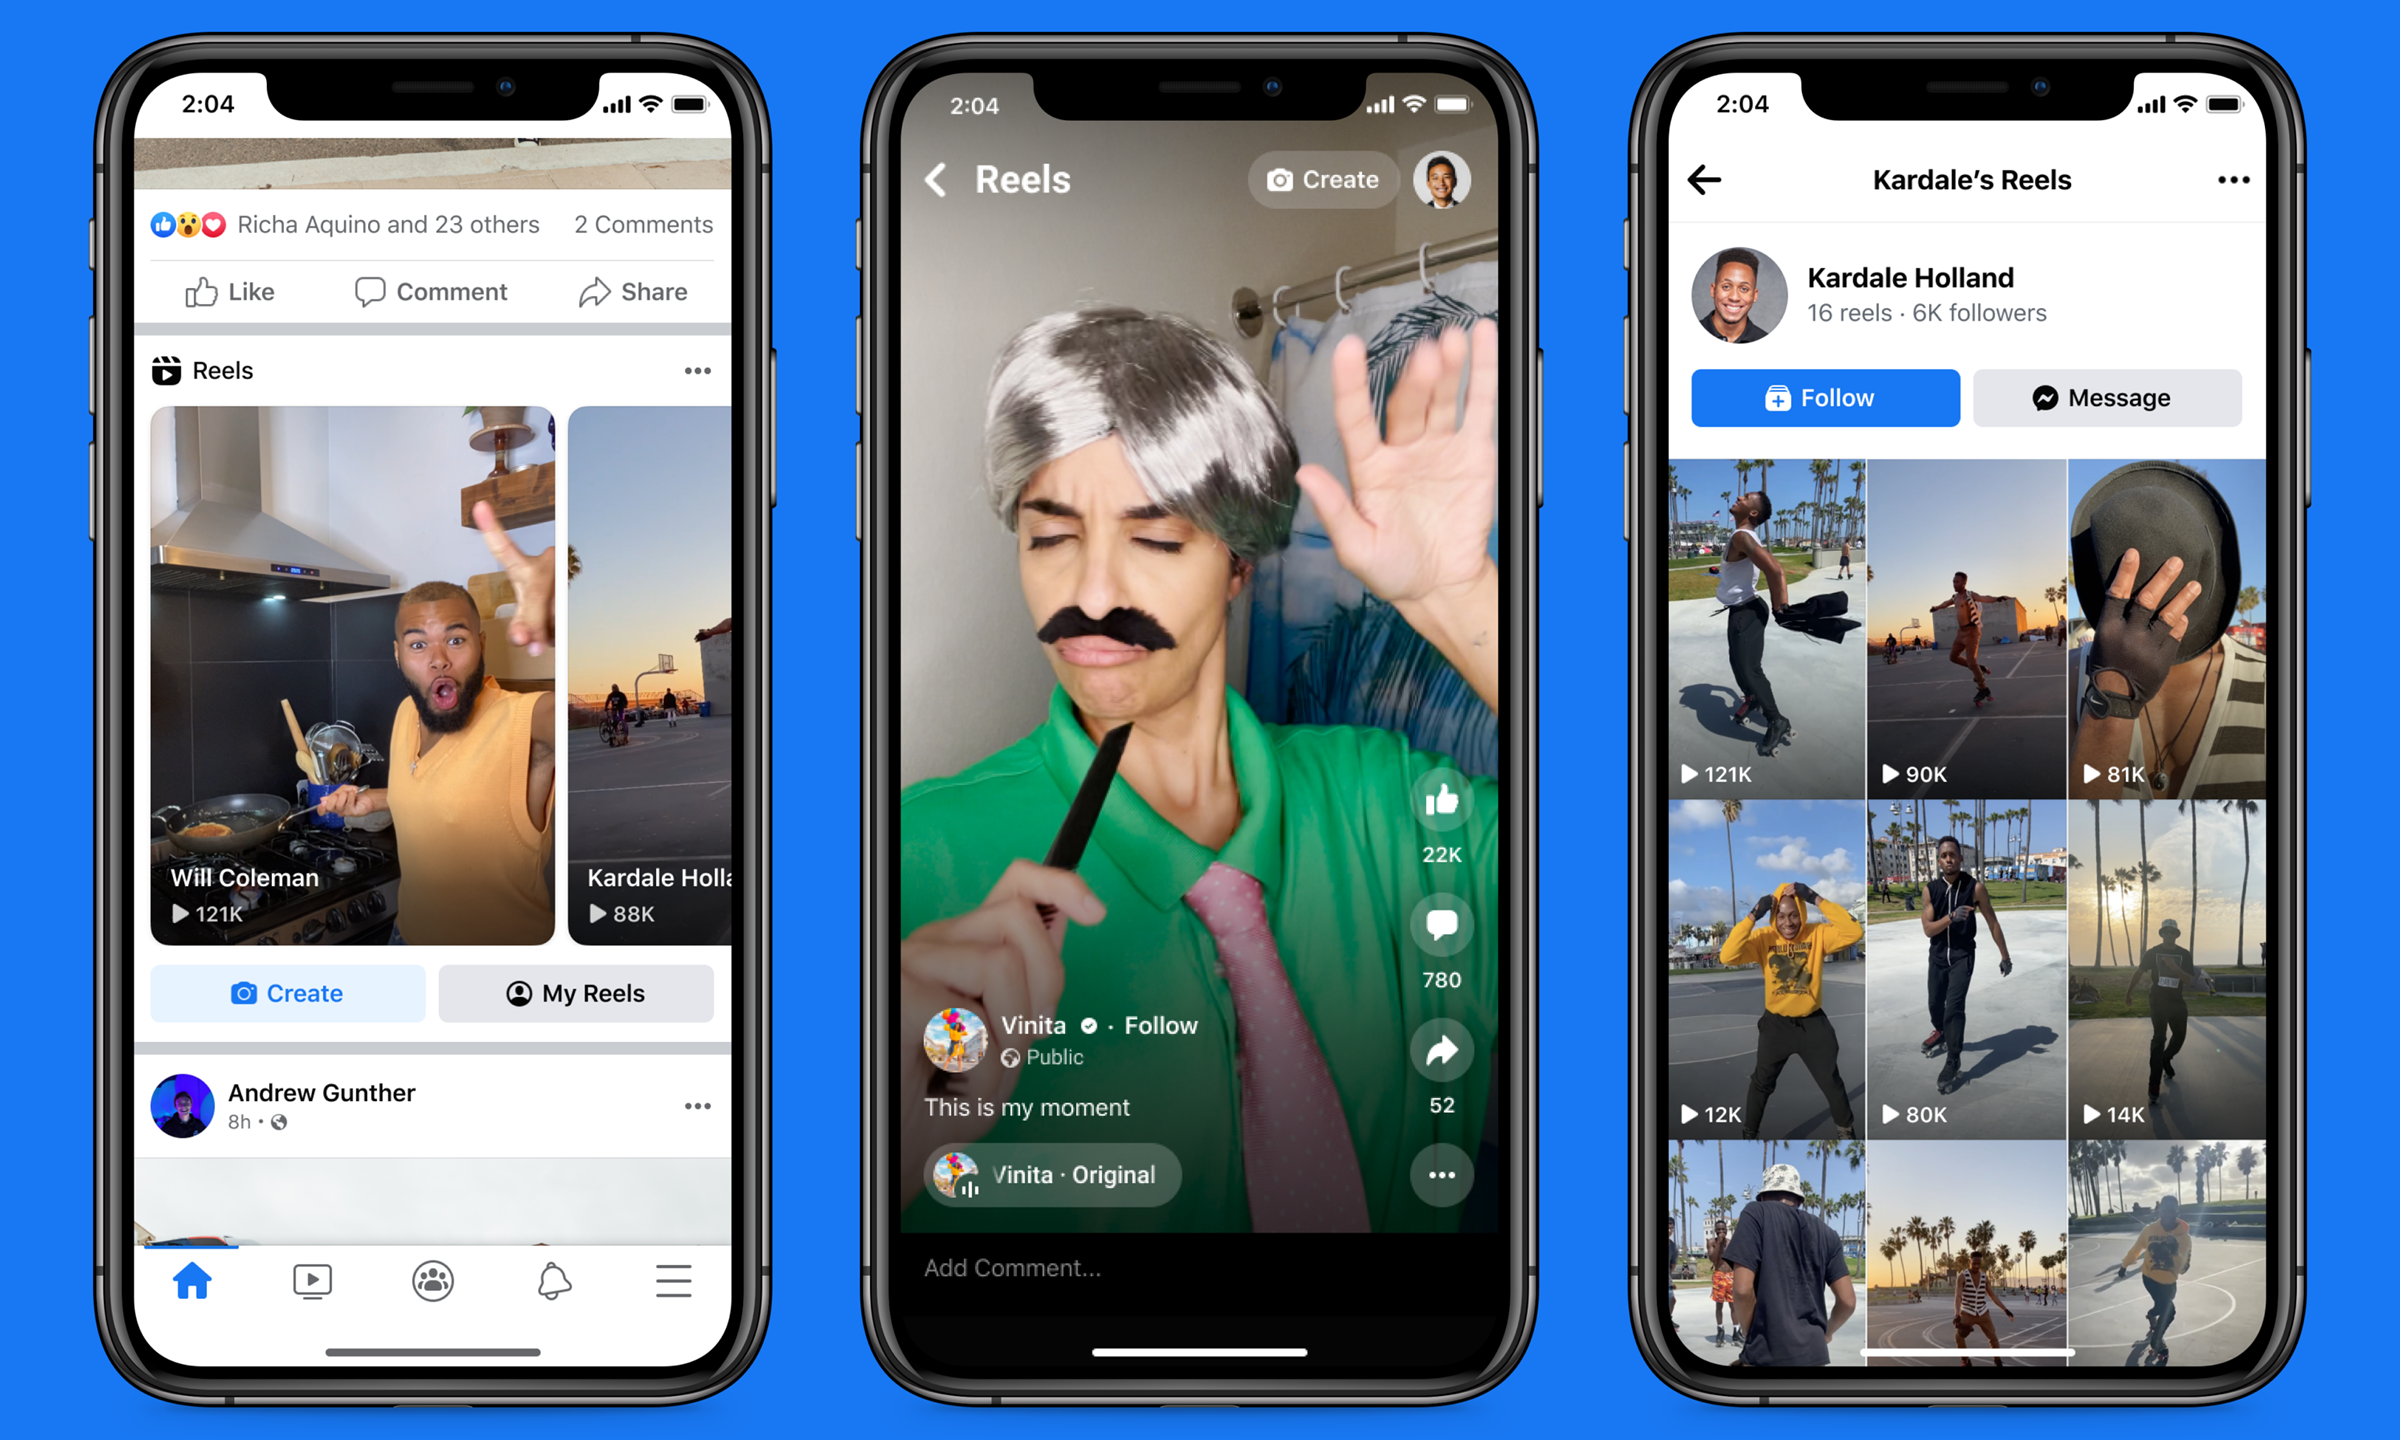 2:04
Richa Aquino and 23 others 2 Comments
Like Comment Share
Reels
Will Coleman
121K
Kardale Holla
88K
Create My Reels
Andrew Gunther
8h
2:04
Reels Create
22K
780
Vinita · Follow
Public
52
This is my moment
Vinita · Original
Add Comment...
2:04
Kardale’s Reels
Kardale Holland
16 reels · 6K followers
Follow Message
121K 90K 81K
12K 80K 14K